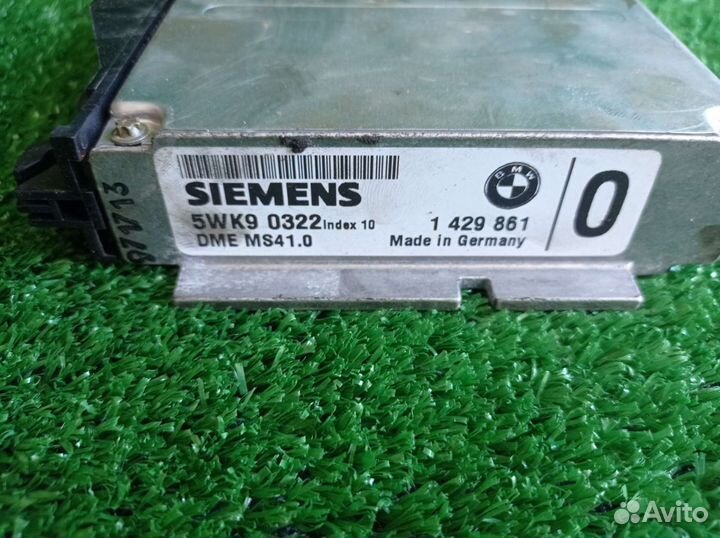 SIEMENS
5WK9 0322 Index 10
DME MS41.0
1 429 861
Made in Germany
BMW
0
Avito